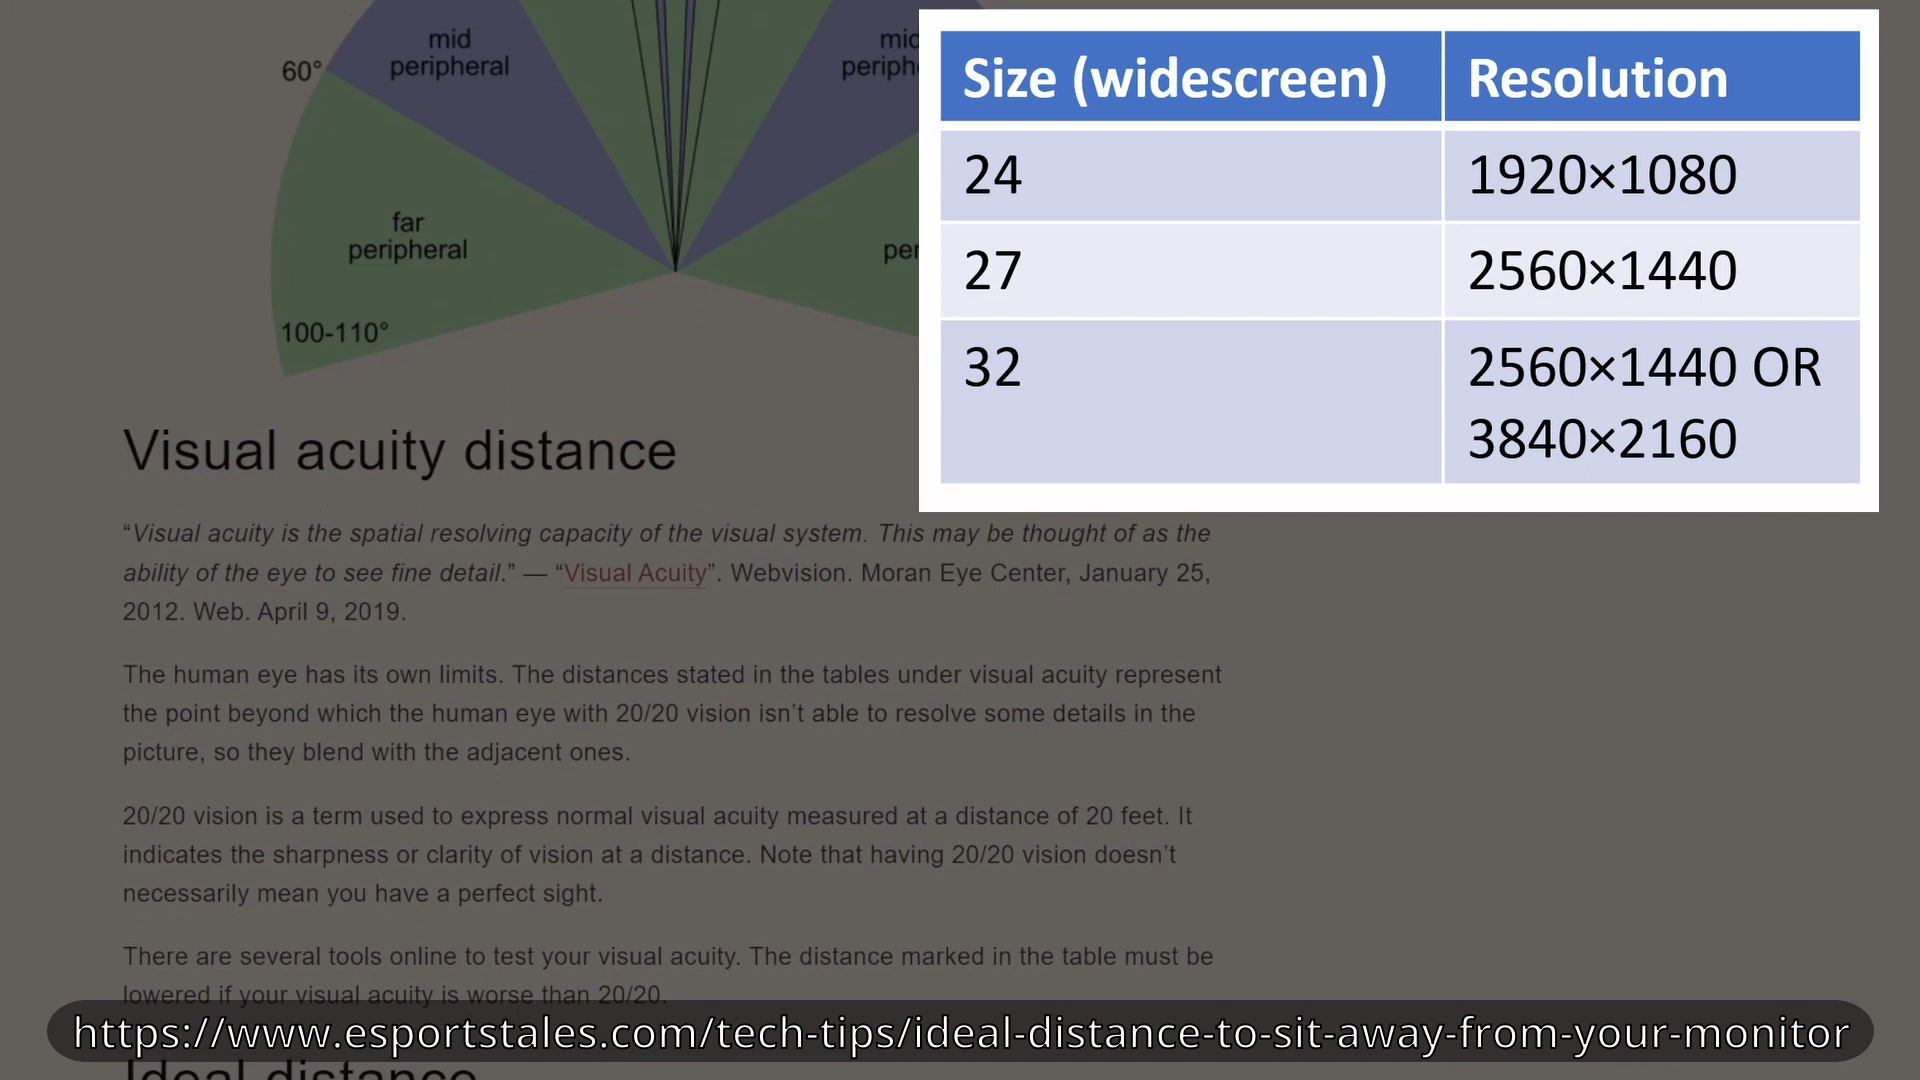 mid
peripheral
60°
far
peripheral
100-110°
Size (widescreen) Resolution
24 1920×1080
27 2560×1440
32 2560×1440 OR
3840×2160
Visual acuity distance
“Visual acuity is the spatial resolving capacity of the visual system. This may be thought of as the
ability of the eye to see fine detail.” — “Visual Acuity”. Webvision. Moran Eye Center, January 25,
2012. Web. April 9, 2019.
The human eye has its own limits. The distances stated in the tables under visual acuity represent
the point beyond which the human eye with 20/20 vision isn’t able to resolve some details in the
picture, so they blend with the adjacent ones.
20/20 vision is a term used to express normal visual acuity measured at a distance of 20 feet. It
indicates the sharpness or clarity of vision at a distance. Note that having 20/20 vision doesn’t
necessarily mean you have a perfect sight.
There are several tools online to test your visual acuity. The distance marked in the table must be
lowered if your visual acuity is worse than 20/20.
https://www.esportstales.com/tech-tips/ideal-distance-to-sit-away-from-your-monitor
Ideal distance